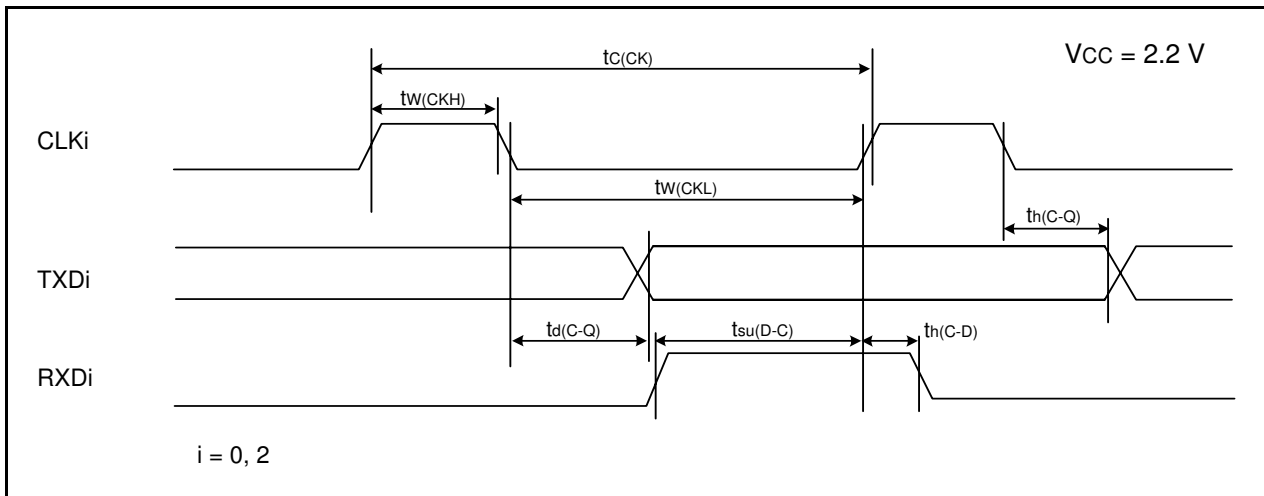 tC(CK)
VCC = 2.2 V
tW(CKH)
CLKi
tW(CKL)
th(C-Q)
TXDi
td(C-Q)
tsu(D-C)
th(C-D)
RXDi
i = 0, 2